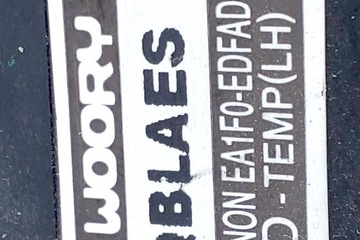 WOORY
BLAES
NON EA1F0-EDFAD
D - TEMP(LH)